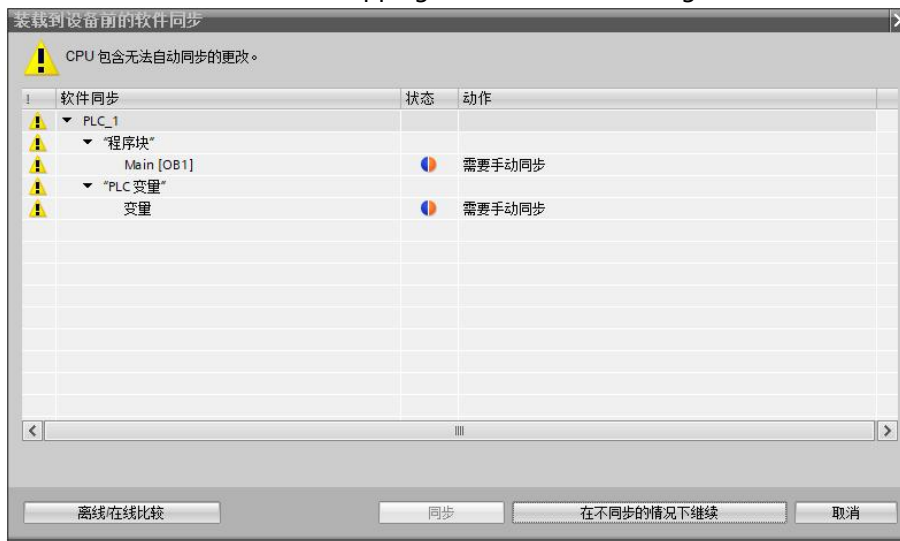 装载到设备前的软件同步
CPU 包含无法自动同步的更改。
! 软件同步 状态 动作
PLC_1
"程序块"
Main [OB1] 需要手动同步
"PLC 变量"
变量 需要手动同步
离线/在线比较 同步 在不同步的情况下继续 取消